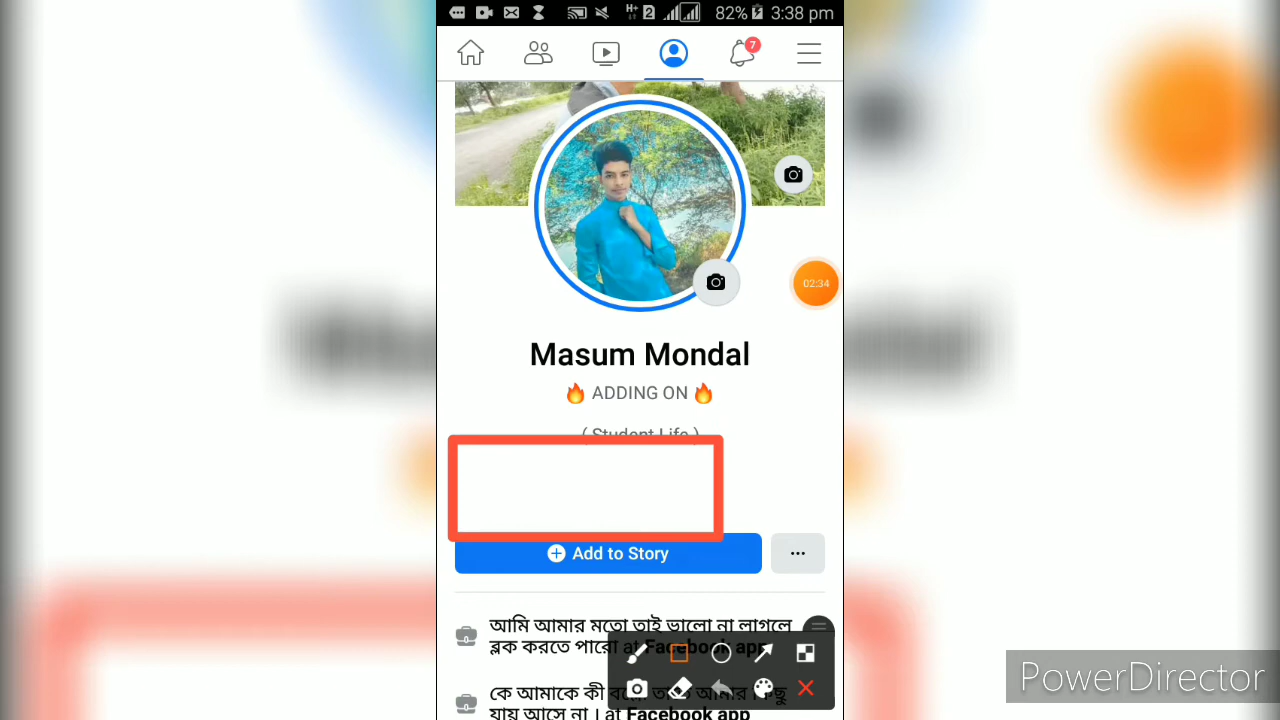 82% 3:38 pm
7
02:34
Masum Mondal
🔥 ADDING ON 🔥
( Student Life )
Add to Story
আমি আমার মতো তাই ভালো না লাগলে
ব্লক করতে পারো at Facebook app
কে আমাকে কী আমার কিছু
যায় আসে না । at Facebook app
PowerDirector